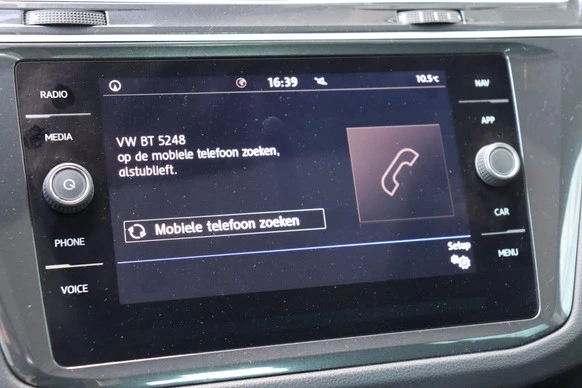 RADIO
MEDIA
PHONE
VOICE
16:39
10.5°C
VW BT 5248
op de mobiele telefoon zoeken,
alstublieft.
Mobiele telefoon zoeken
Setup
NAV
APP
CAR
MENU